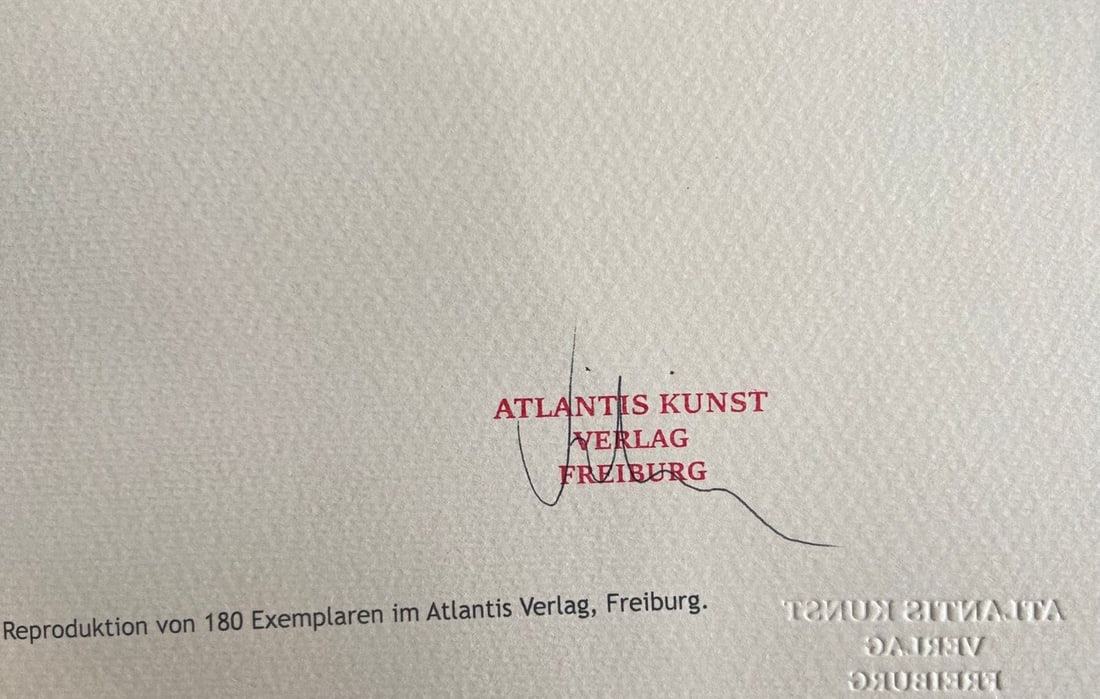 ATLANTIS KUNST
VERLAG
FREIBURG
Reproduktion von 180 Exemplaren im Atlantis Verlag, Freiburg.
ATLANTIS KUNST
VERLAG
FREIBURG